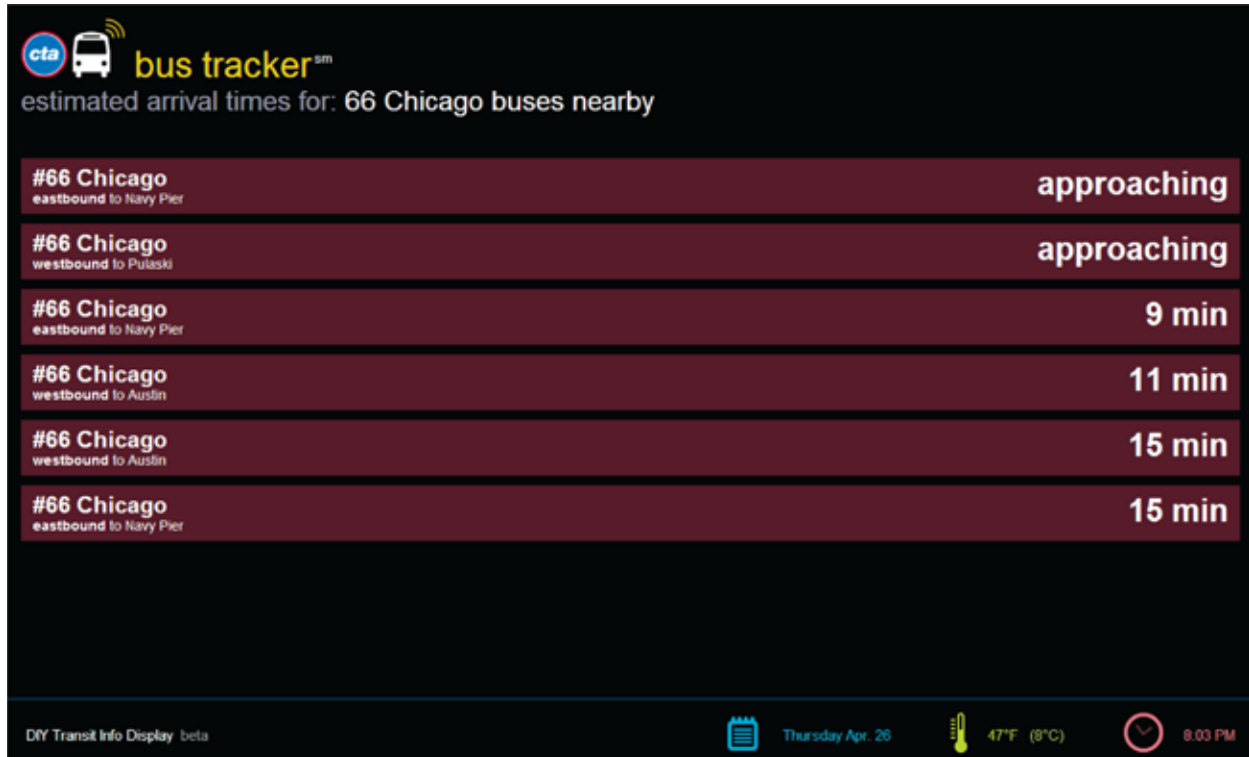 cta bus tracker℠
estimated arrival times for: 66 Chicago buses nearby
#66 Chicago
eastbound to Navy Pier
approaching
#66 Chicago
westbound to Pulaski
approaching
#66 Chicago
eastbound to Navy Pier
9 min
#66 Chicago
westbound to Austin
11 min
#66 Chicago
westbound to Austin
15 min
#66 Chicago
eastbound to Navy Pier
15 min
DIY Transit Info Display beta
Thursday Apr. 26
47°F (8°C)
8:03 PM